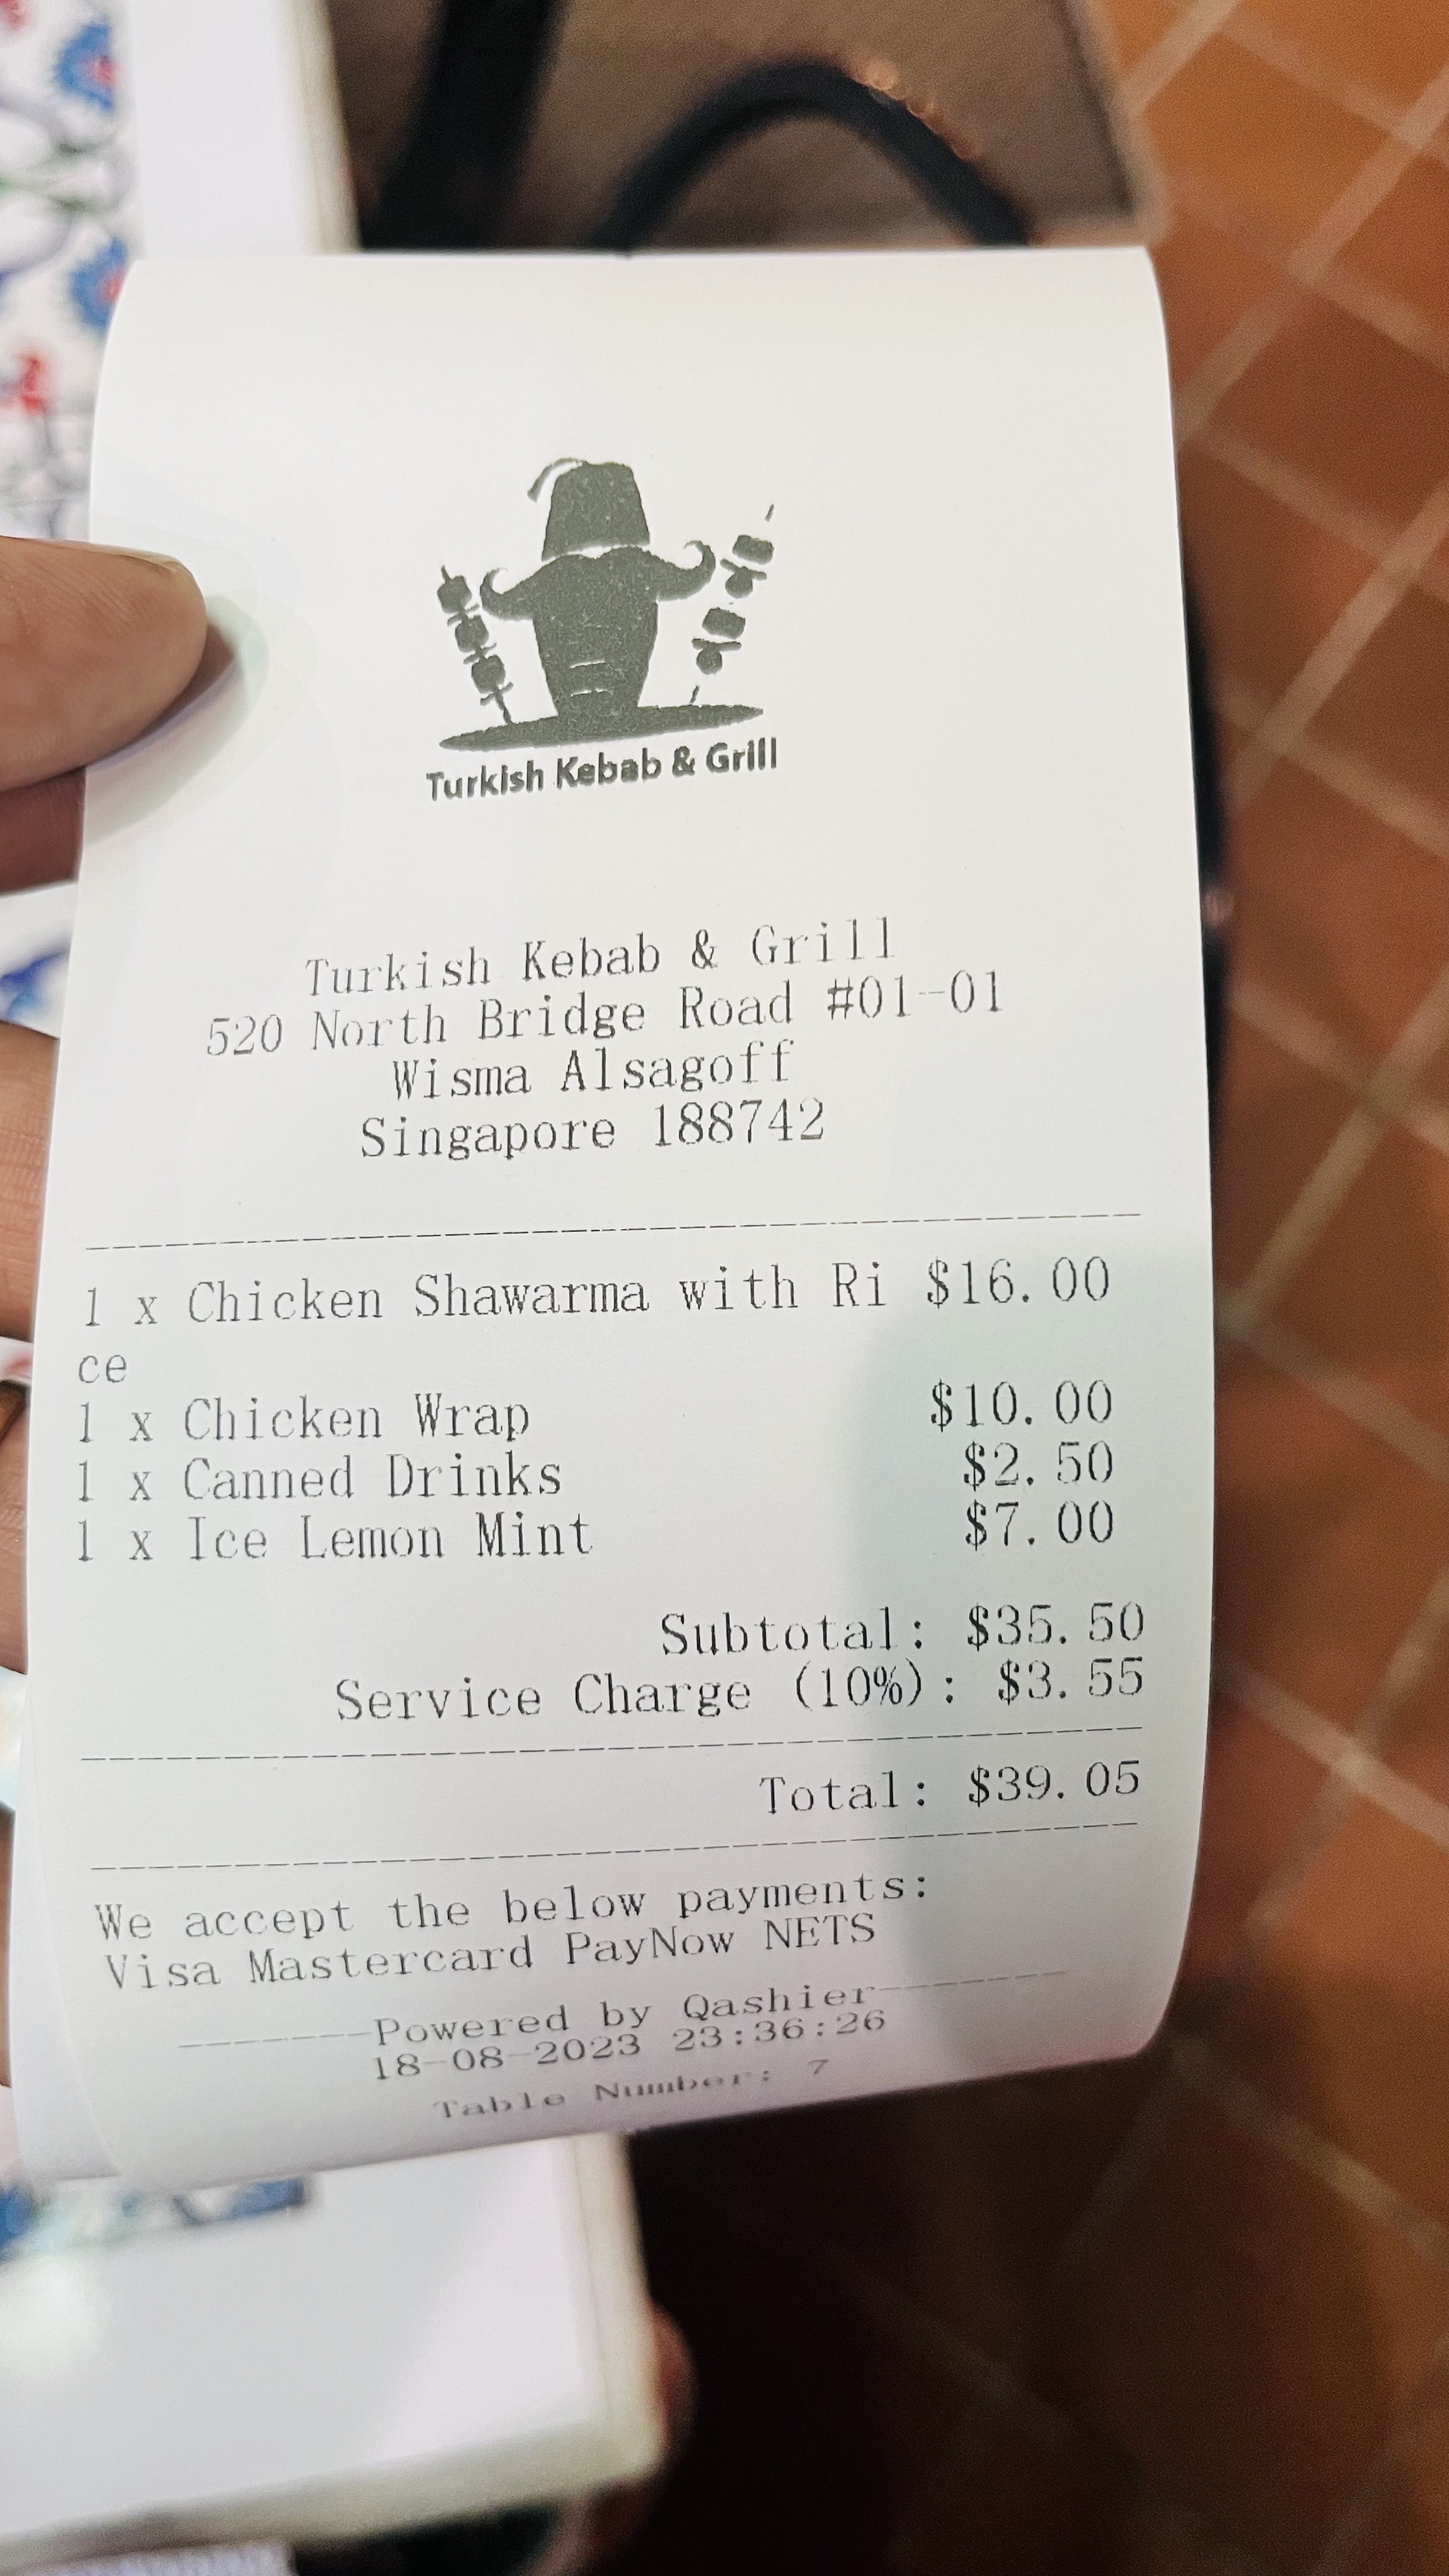 Turkish Kebab & Grill
Turkish Kebab & Grill
520 North Bridge Road #01-01
Wisma Alsagoff
Singapore 188742
1 x Chicken Shawarma with Ri $16.00
ce
1 x Chicken Wrap $10.00
1 x Canned Drinks $2.50
1 x Ice Lemon Mint $7.00
Subtotal: $35.50
Service Charge (10%): $3.55
Total: $39.05
We accept the below payments:
Visa Mastercard PayNow NETS
-------Powered by Qashier-------
18-08-2023 23:36:26
Table Number: 7